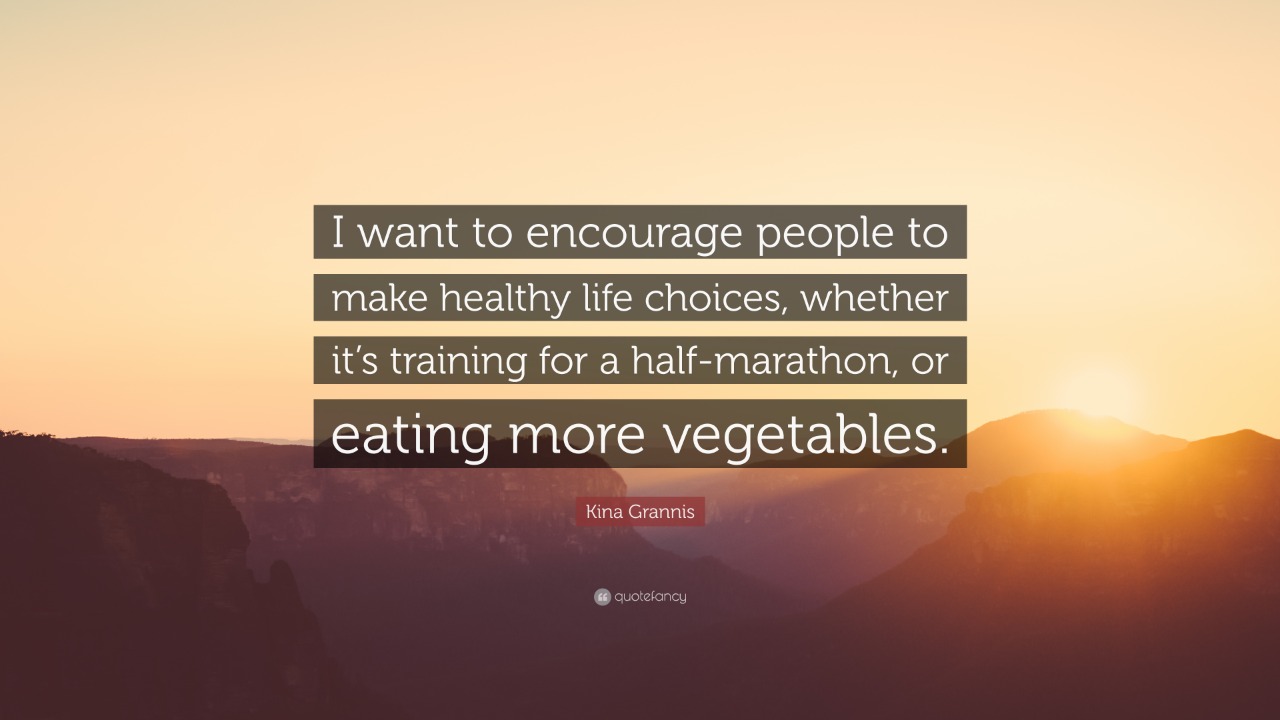 I want to encourage people to
make healthy life choices, whether
it’s training for a half-marathon, or
eating more vegetables.
Kina Grannis
quotefancy